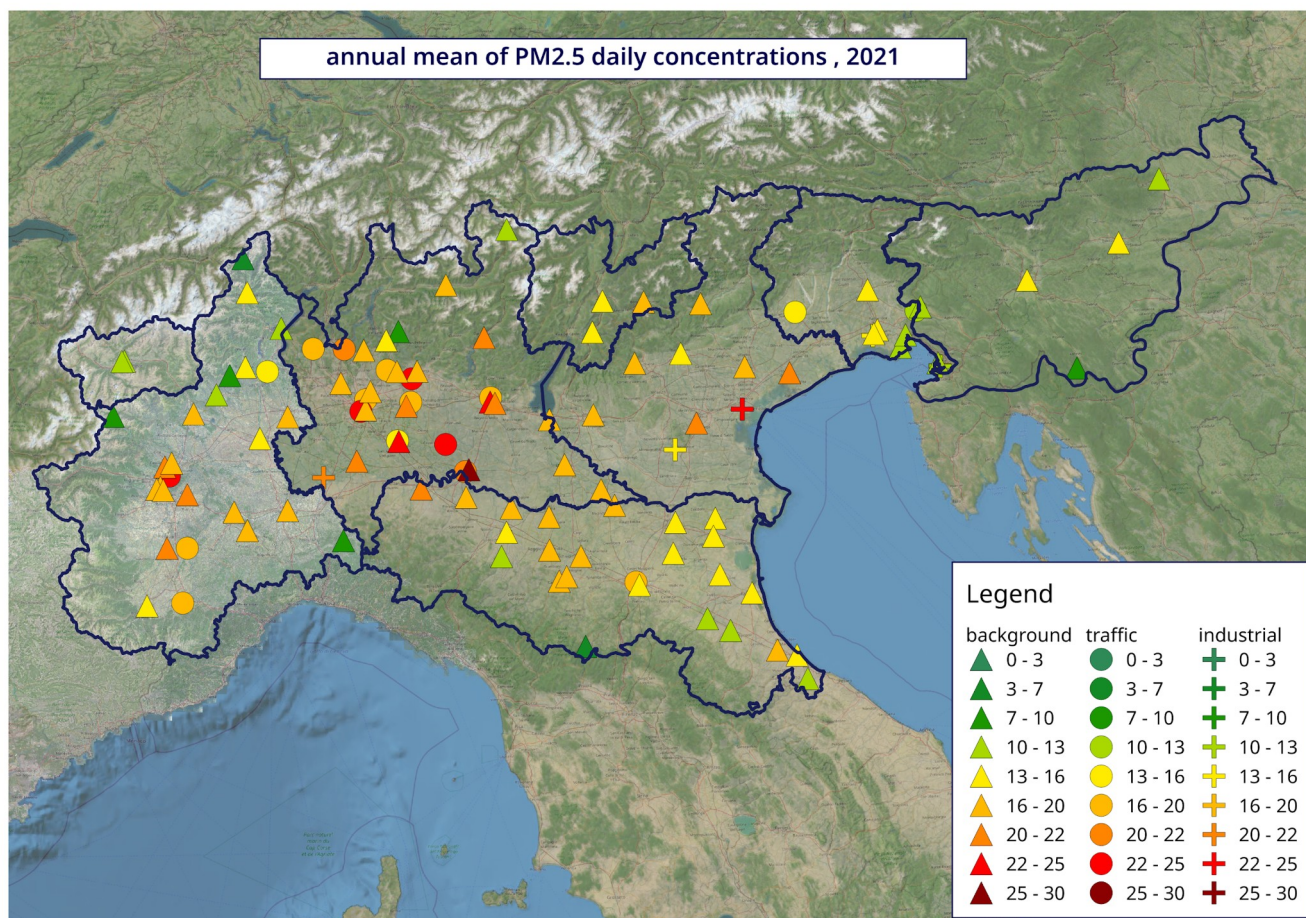 annual mean of PM2.5 daily concentrations , 2021
Legend
background traffic industrial
0 - 3 0 - 3 0 - 3
3 - 7 3 - 7 3 - 7
7 - 10 7 - 10 7 - 10
10 - 13 10 - 13 10 - 13
13 - 16 13 - 16 13 - 16
16 - 20 16 - 20 16 - 20
20 - 22 20 - 22 20 - 22
22 - 25 22 - 25 22 - 25
25 - 30 25 - 30 25 - 30